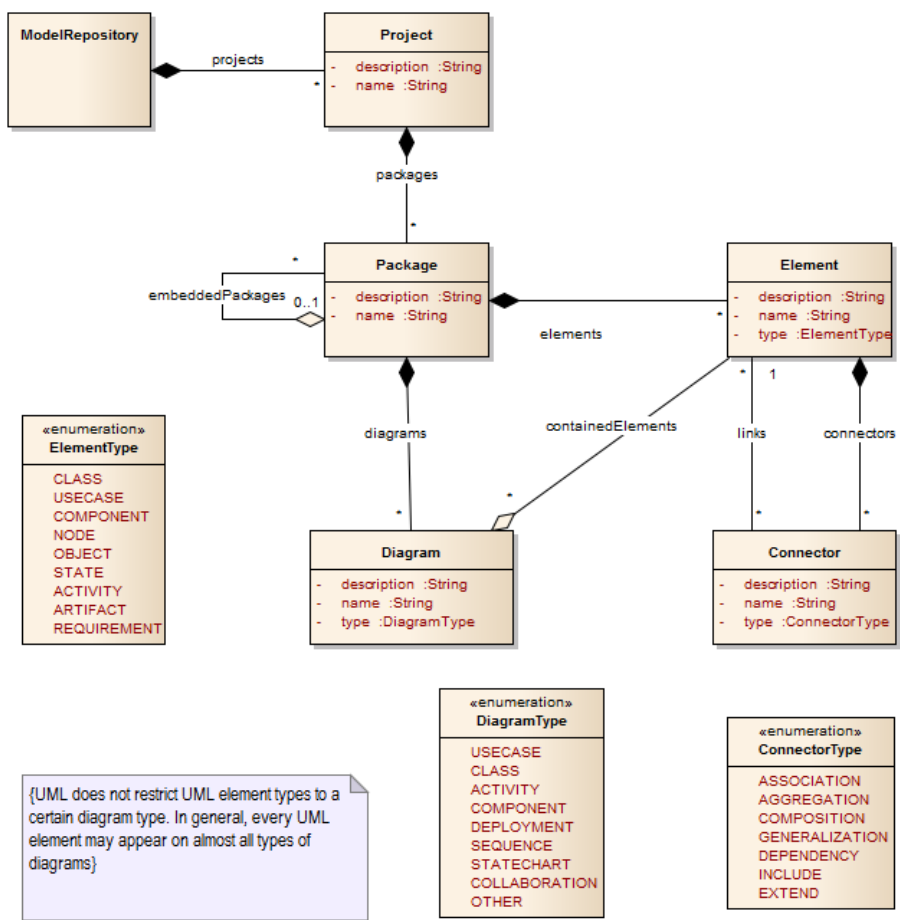 ModelRepository
projects
*
Project
- description :String
- name :String
packages
*
Package
- description :String
- name :String
*
embeddedPackages
0..1
elements
*
Element
- description :String
- name :String
- type :ElementType
diagrams
*
containedElements
*
* 1
links
*
connectors
*
«enumeration»
ElementType
CLASS
USECASE
COMPONENT
NODE
OBJECT
STATE
ACTIVITY
ARTIFACT
REQUIREMENT
Diagram
- description :String
- name :String
- type :DiagramType
Connector
- description :String
- name :String
- type :ConnectorType
{UML does not restrict UML element types to a
certain diagram type. In general, every UML
element may appear on almost all types of
diagrams}
«enumeration»
DiagramType
USECASE
CLASS
ACTIVITY
COMPONENT
DEPLOYMENT
SEQUENCE
STATECHART
COLLABORATION
OTHER
«enumeration»
ConnectorType
ASSOCIATION
AGGREGATION
COMPOSITION
GENERALIZATION
DEPENDENCY
INCLUDE
EXTEND